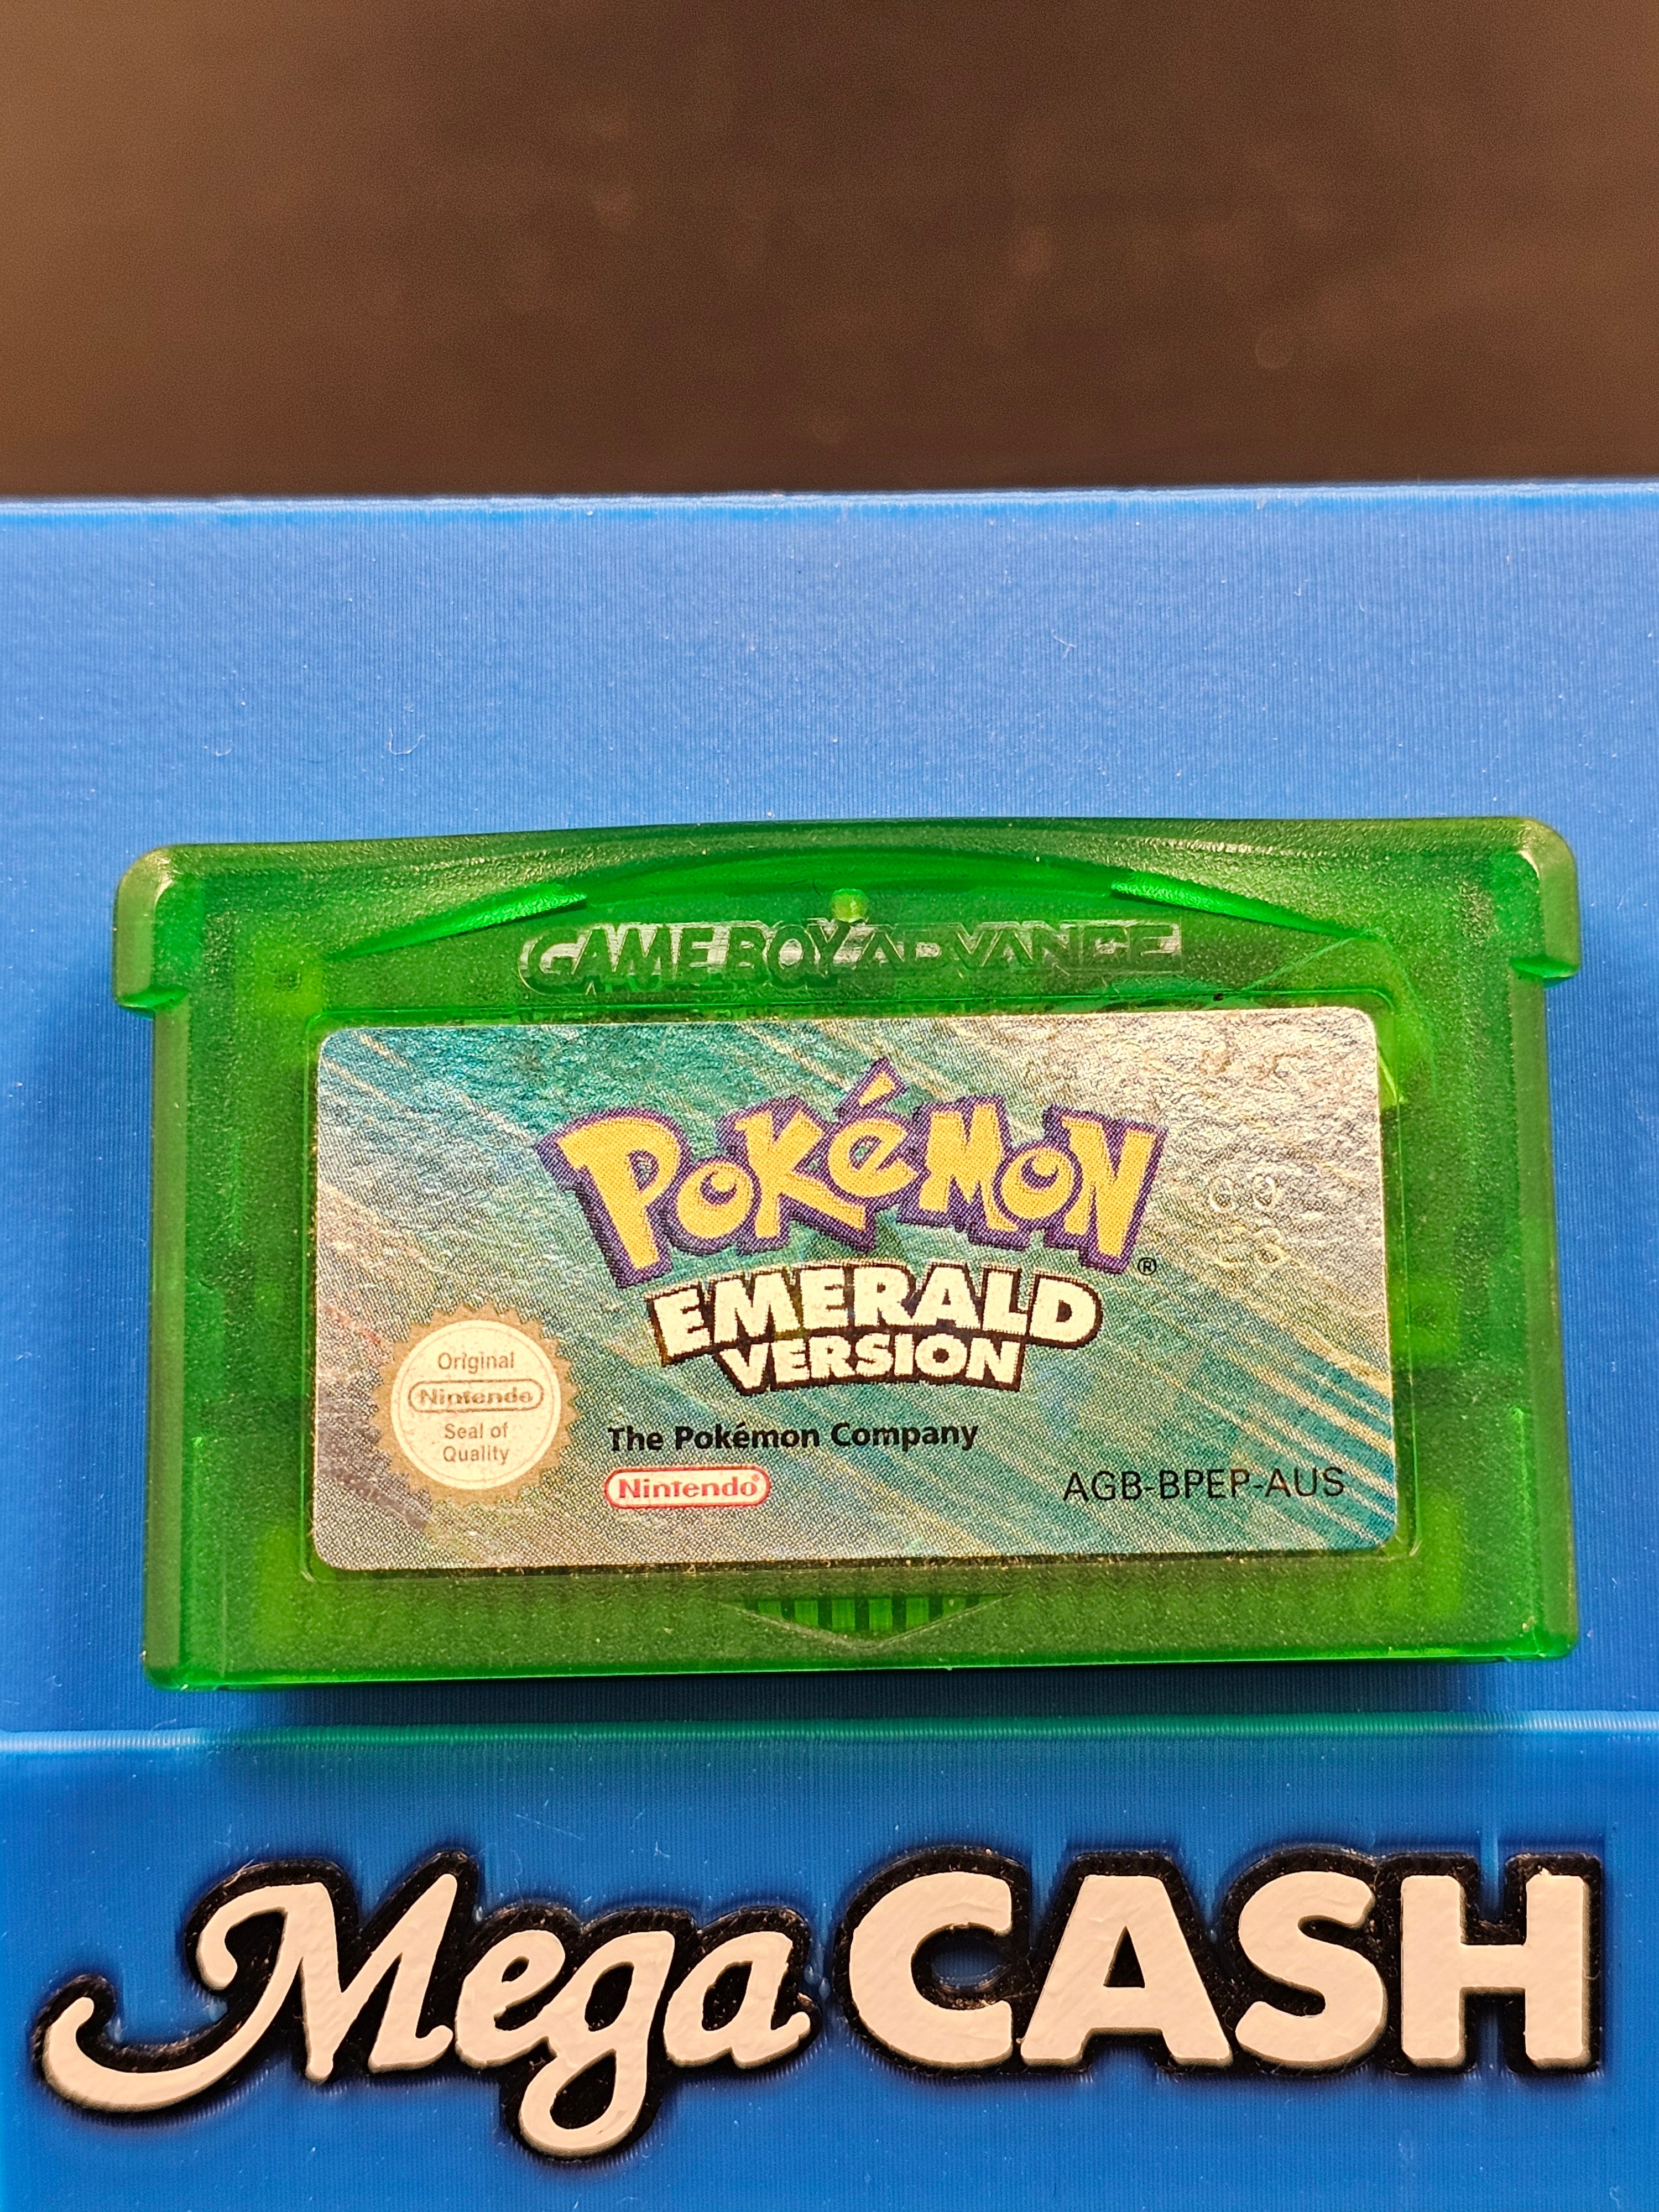 GAME BOY ADVANCE
POKéMON®
EMERALD
VERSION
Original
Nintendo
Seal of
Quality
The Pokémon Company
Nintendo®
AGB-BPEP-AUS
Mega CASH